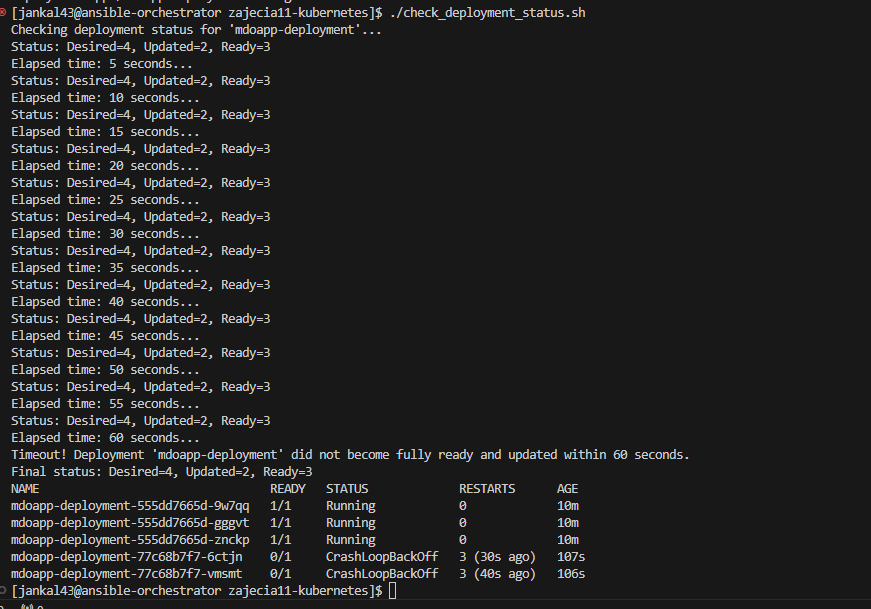 [jankal43@ansible-orchestrator zajecia11-kubernetes]$ ./check_deployment_status.sh
Checking deployment status for 'mdoapp-deployment'...
Status: Desired=4, Updated=2, Ready=3
Elapsed time: 5 seconds...
Status: Desired=4, Updated=2, Ready=3
Elapsed time: 10 seconds...
Status: Desired=4, Updated=2, Ready=3
Elapsed time: 15 seconds...
Status: Desired=4, Updated=2, Ready=3
Elapsed time: 20 seconds...
Status: Desired=4, Updated=2, Ready=3
Elapsed time: 25 seconds...
Status: Desired=4, Updated=2, Ready=3
Elapsed time: 30 seconds...
Status: Desired=4, Updated=2, Ready=3
Elapsed time: 35 seconds...
Status: Desired=4, Updated=2, Ready=3
Elapsed time: 40 seconds...
Status: Desired=4, Updated=2, Ready=3
Elapsed time: 45 seconds...
Status: Desired=4, Updated=2, Ready=3
Elapsed time: 50 seconds...
Status: Desired=4, Updated=2, Ready=3
Elapsed time: 55 seconds...
Status: Desired=4, Updated=2, Ready=3
Elapsed time: 60 seconds...
Timeout! Deployment 'mdoapp-deployment' did not become fully ready and updated within 60 seconds.
Final status: Desired=4, Updated=2, Ready=3
NAME READY STATUS RESTARTS AGE
mdoapp-deployment-555dd7665d-9w7qq 1/1 Running 0 10m
mdoapp-deployment-555dd7665d-gggvt 1/1 Running 0 10m
mdoapp-deployment-555dd7665d-znckp 1/1 Running 0 10m
mdoapp-deployment-77c68b7f7-6ctjn 0/1 CrashLoopBackOff 3 (30s ago) 107s
mdoapp-deployment-77c68b7f7-vmsmt 0/1 CrashLoopBackOff 3 (40s ago) 106s
[jankal43@ansible-orchestrator zajecia11-kubernetes]$